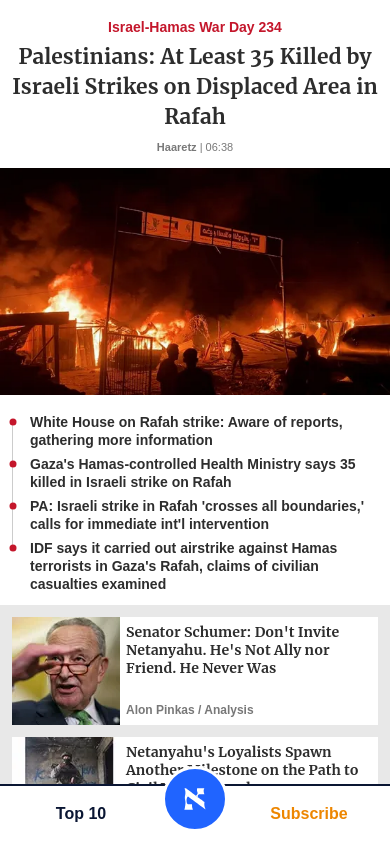 Israel-Hamas War Day 234
Palestinians: At Least 35 Killed by
Israeli Strikes on Displaced Area in
Rafah
Haaretz | 06:38
White House on Rafah strike: Aware of reports,
gathering more information
Gaza's Hamas-controlled Health Ministry says 35
killed in Israeli strike on Rafah
PA: Israeli strike in Rafah 'crosses all boundaries,'
calls for immediate int'l intervention
IDF says it carried out airstrike against Hamas
terrorists in Gaza's Rafah, claims of civilian
casualties examined
Senator Schumer: Don't Invite
Netanyahu. He's Not Ally nor
Friend. He Never Was
Alon Pinkas / Analysis
Netanyahu's Loyalists Spawn
Another Milestone on the Path to
Top 10
Subscribe